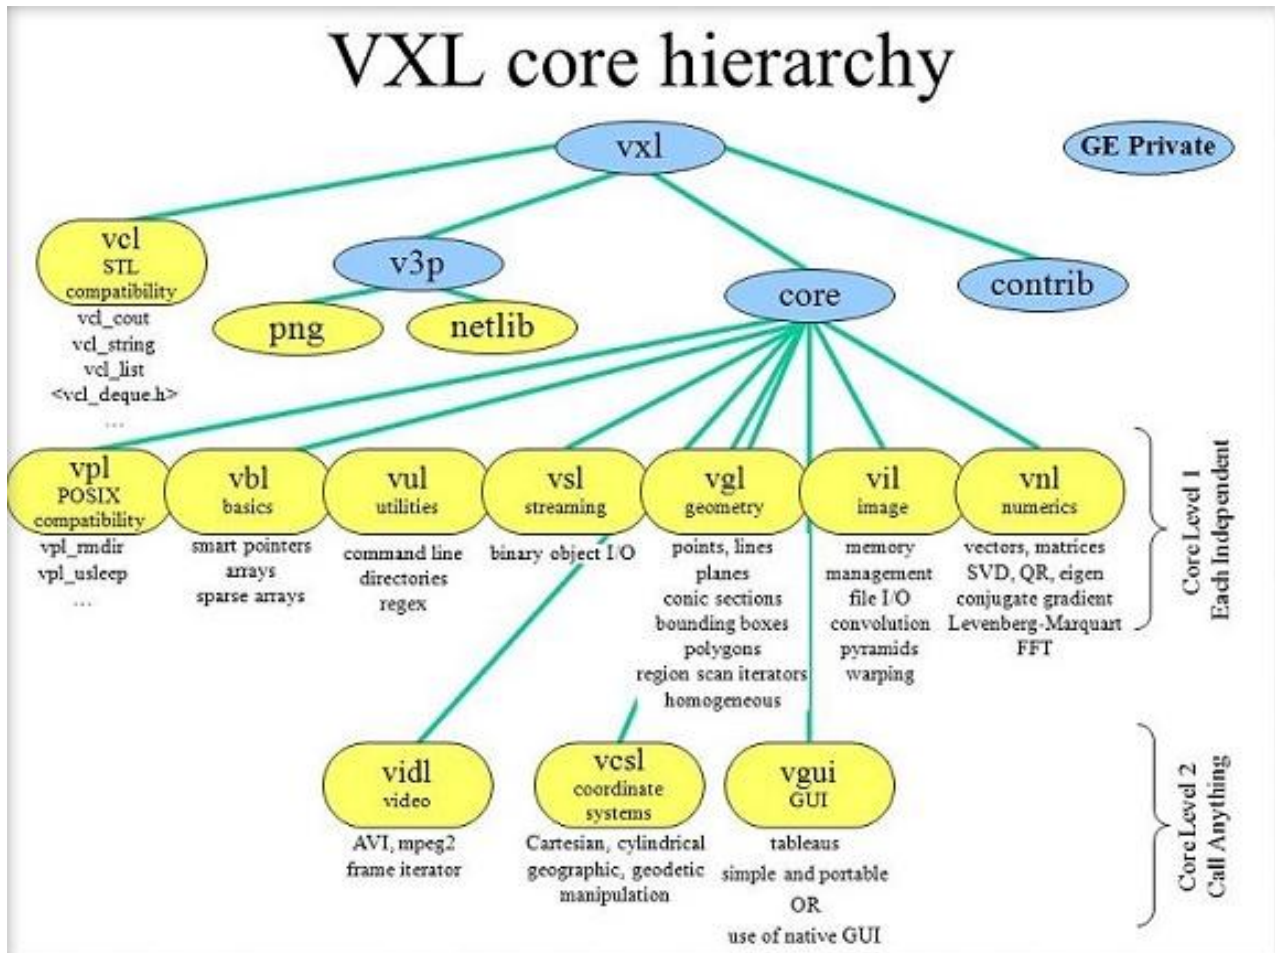 VXL core hierarchy
vxl
GE Private
vcl
STL
compatibility
vcl_cout
vcl_string
vcl_list
<vcl_deque.h>
...
v3p
png
netlib
core
contrib
vpl
POSIX
compatibility
vpl_rmdir
vpl_usleep
...
vbl
basics
smart pointers
arrays
sparse arrays
vul
utilities
command line
directories
regex
vsl
streaming
binary object I/O
vgl
geometry
points, lines
planes
conic sections
bounding boxes
polygons
region scan iterators
homogeneous
vil
image
memory
management
file I/O
convolution
pyramids
warping
vnl
numerics
vectors, matrices
SVD, QR, eigen
conjugate gradient
Levenberg-Marquart
FFT
Core Level 1
Each Independent
vidl
video
AVI, mpeg2
frame iterator
vcsl
coordinate
systems
Cartesian, cylindrical
geographic, geodetic
manipulation
vgui
GUI
tableaus
simple and portable
OR
use of native GUI
Core Level 2
Call Anything